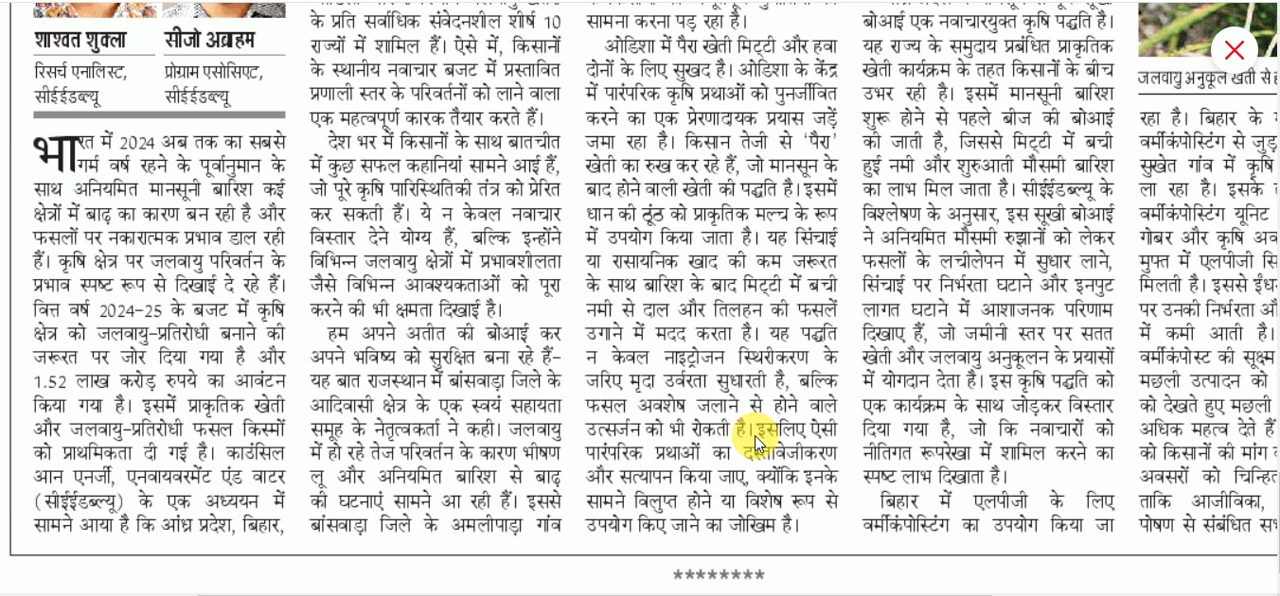 शाश्वत शुक्ला
रिसर्च एनालिस्ट,
सीईईडब्ल्यू
सीजो अब्राहम
प्रोग्राम एसोसिएट,
सीईईडब्ल्यू
भारत में 2024 अब तक का सबसे
गर्म वर्ष रहने के पूर्वानुमान के
साथ अनियमित मानसूनी बारिश कई
क्षेत्रों में बाढ़ का कारण बन रही है और
फसलों पर नकारात्मक प्रभाव डाल रही
हैं। कृषि क्षेत्र पर जलवायु परिवर्तन के
प्रभाव स्पष्ट रूप से दिखाई दे रहे हैं।
वित्त वर्ष 2024-25 के बजट में कृषि
क्षेत्र को जलवायु-प्रतिरोधी बनाने की
जरूरत पर जोर दिया गया है और
1.52 लाख करोड़ रुपये का आवंटन
किया गया है। इसमें प्राकृतिक खेती
और जलवायु-प्रतिरोधी फसल किस्मों
को प्राथमिकता दी गई है। काउंसिल
आन एनर्जी, एनवायरमेंट एंड वाटर
(सीईईडब्ल्यू) के एक अध्ययन में
सामने आया है कि आंध्र प्रदेश, बिहार,
के प्रति सर्वाधिक संवेदनशील शीर्ष 10
राज्यों में शामिल हैं। ऐसे में, किसानों
के स्थानीय नवाचार बजट में प्रस्तावित
प्रणाली स्तर के परिवर्तनों को लाने वाला
एक महत्वपूर्ण कारक तैयार करते हैं।
देश भर में किसानों के साथ बातचीत
में कुछ सफल कहानियां सामने आई हैं,
जो पूरे कृषि पारिस्थितिकी तंत्र को प्रेरित
कर सकती हैं। ये न केवल नवाचार
विस्तार देने योग्य हैं, बल्कि इन्होंने
विभिन्न जलवायु क्षेत्रों में प्रभावशीलता
जैसे विभिन्न आवश्यकताओं को पूरा
करने की भी क्षमता दिखाई है।
हम अपने अतीत की बोआई कर
अपने भविष्य को सुरक्षित बना रहे हैं-
यह बात राजस्थान में बांसवाड़ा जिले के
आदिवासी क्षेत्र के एक स्वयं सहायता
समूह के नेतृत्वकर्ता ने कही। जलवायु
में हो रहे तेज परिवर्तन के कारण भीषण
लू और अनियमित बारिश से बाढ़
की घटनाएं सामने आ रही हैं। इससे
बांसवाड़ा जिले के अमलीपाड़ा गांव
सामना करना पड़ रहा है।
ओडिशा में पैरा खेती मिट्टी और हवा
दोनों के लिए सुखद है। ओडिशा के केंद्र
में पारंपरिक कृषि प्रथाओं को पुनर्जीवित
करने का एक प्रेरणादायक प्रयास जड़ें
जमा रहा है। किसान तेजी से 'पैरा'
खेती का रुख कर रहे हैं, जो मानसून के
बाद होने वाली खेती की पद्धति है। इसमें
धान की ठूंठ को प्राकृतिक मल्च के रूप
में उपयोग किया जाता है। यह सिंचाई
या रासायनिक खाद की कम जरूरत
के साथ बारिश के बाद मिट्टी में बची
नमी से दाल और तिलहन की फसलें
उगाने में मदद करता है। यह पद्धति
न केवल नाइट्रोजन स्थिरीकरण के
जरिए मृदा उर्वरता सुधारती है, बल्कि
फसल अवशेष जलाने से होने वाले
उत्सर्जन को भी रोकती है। इसलिए ऐसी
पारंपरिक प्रथाओं का दस्तावेजीकरण
और सत्यापन किया जाए, क्योंकि इनके
सामने विलुप्त होने या विशेष रूप से
उपयोग किए जाने का जोखिम है।
बोआई एक नवाचारयुक्त कृषि पद्धति है।
यह राज्य के समुदाय प्रबंधित प्राकृतिक
खेती कार्यक्रम के तहत किसानों के बीच
उभर रही है। इसमें मानसूनी बारिश
शुरू होने से पहले बीज की बोआई
की जाती है, जिससे मिट्टी में बची
हुई नमी और शुरुआती मौसमी बारिश
का लाभ मिल जाता है। सीईईडब्ल्यू के
विश्लेषण के अनुसार, इस सूखी बोआई
ने अनियमित मौसमी रुझानों को लेकर
फसलों के लचीलेपन में सुधार लाने,
सिंचाई पर निर्भरता घटाने और इनपुट
लागत घटाने में आशाजनक परिणाम
दिखाए हैं, जो जमीनी स्तर पर सतत
खेती और जलवायु अनुकूलन के प्रयासों
में योगदान देता है। इस कृषि पद्धति को
एक कार्यक्रम के साथ जोड़कर विस्तार
दिया गया है, जो कि नवाचारों को
नीतिगत रूपरेखा में शामिल करने का
स्पष्ट लाभ दिखाता है।
बिहार में एलपीजी के लिए
वर्मीकंपोस्टिंग का उपयोग किया जा
जलवायु अनुकूल खेती से
रहा है। बिहार के
वर्मीकंपोस्टिंग से
सुखेत गांव में कृषि
ला रहा है। इसके
वर्मीकंपोस्टिंग यूनिट
गोबर और कृषि
मुफ्त में एलपीजी
मिलती है। इससे
पर उनकी निर्भरता
में कमी आती है।
वर्मीकंपोस्ट की सूक्ष्म
मछली उत्पादन को
को देखते हुए मछली
अधिक महत्व देते हैं
को किसानों की मांग
अवसरों को
ताकि आजीविका,
पोषण से संबंधित
********